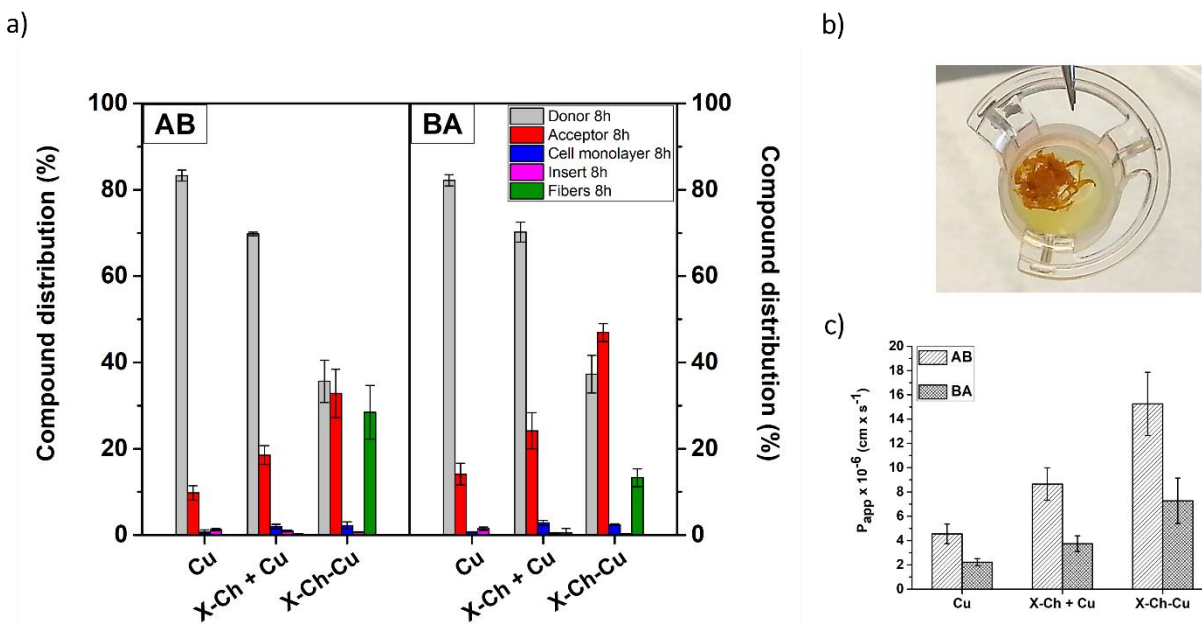 a)
b)
AB
BA
Donor 8h
Acceptor 8h
Cell monolayer 8h
Insert 8h
Fibers 8h
Compound distribution (%)
100
80
60
40
20
0
Cu
X-Ch + Cu
X-Ch-Cu
Cu
X-Ch + Cu
X-Ch-Cu
100
80
60
40
20
0
Compound distribution (%)
c)
AB
BA
Papp x 10⁻⁶ (cm x s⁻¹)
20
18
16
14
12
10
8
6
4
2
0
Cu
X-Ch + Cu
X-Ch-Cu